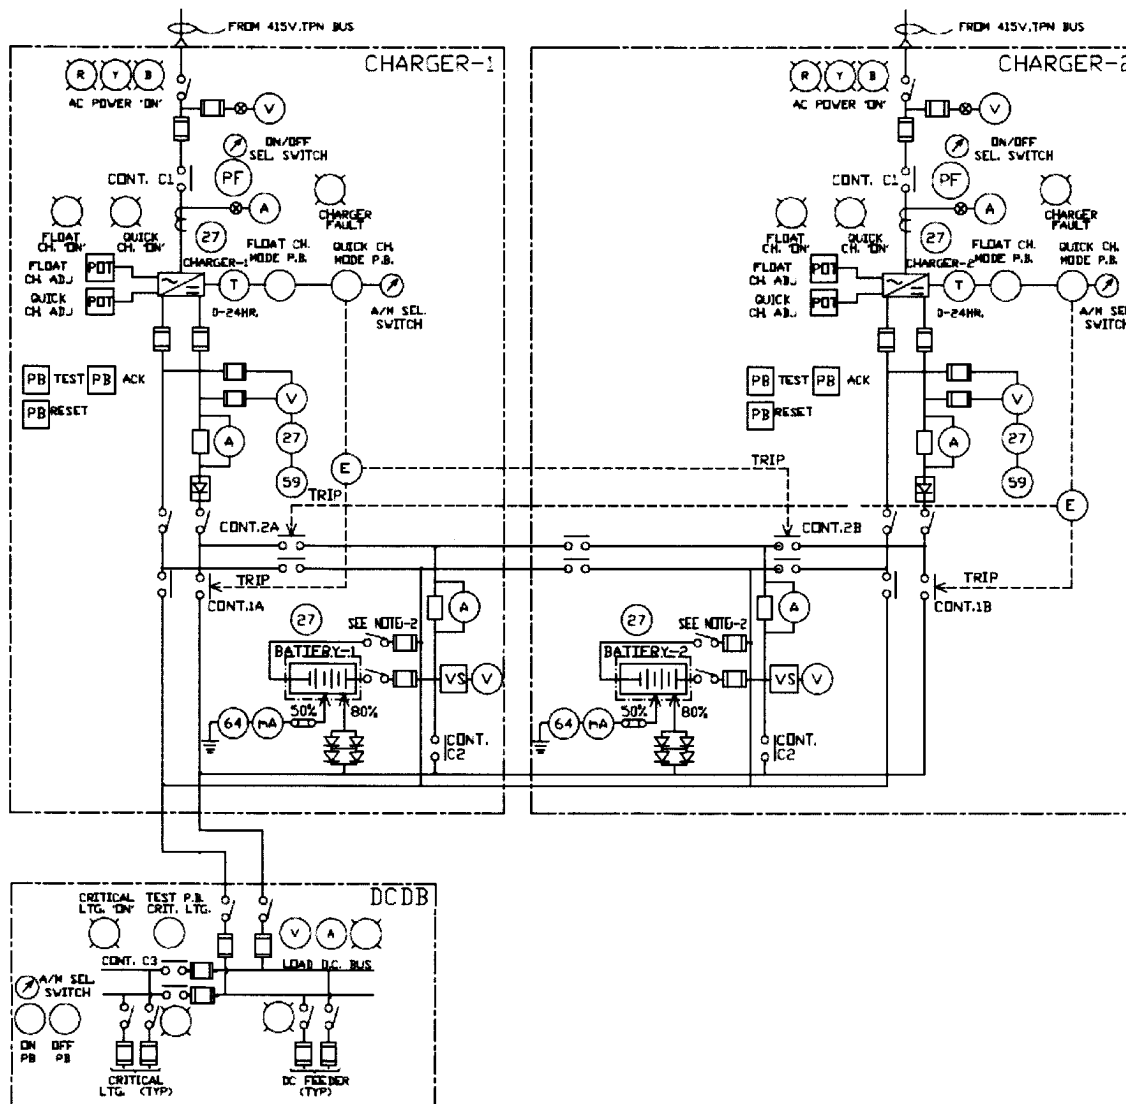 FROM 415V,TPN BUS
CHARGER-1
R Y B
AC POWER 'ON'
V
ON/OFF
SEL. SWITCH
CONT. C1
PF
A
CHARGER
FAULT
FLOAT
CH. 'ON'
QUICK
CH. 'ON'
27
FLOAT CH.
MODE P.B.
QUICK CH.
MODE P.B.
CHARGER-1
FLOAT
CH. ADJ
POT
QUICK
CH. ADJ
POT
T
0-24HR.
A/M SEL.
SWITCH
PB TEST PB ACK
PB RESET
V
A
27
59
E
TRIP
CONT.2A
TRIP
CONT.1A
27
SEE NOTE-2
A
BATTERY-1
VS V
50%
80%
64 mA
CONT.
C2
FROM 415V,TPN BUS
CHARGER-2
R Y B
AC POWER 'ON'
V
ON/OFF
SEL. SWITCH
CONT. C1
PF
A
CHARGER
FAULT
FLOAT
CH. 'ON'
QUICK
CH. 'ON'
27
FLOAT CH.
MODE P.B.
QUICK CH.
MODE P.B.
CHARGER-2
FLOAT
CH. ADJ
POT
QUICK
CH. ADJ
POT
T
0-24HR.
A/M SEL
SWITCH
PB TEST PB ACK
PB RESET
V
A
27
59
E
TRIP
CONT.2B
TRIP
CONT.1B
27
SEE NOTE-2
A
BATTERY-2
VS V
50%
80%
64 mA
CONT.
C2
DCDB
CRITICAL
LTG. 'ON'
TEST P.B.
CRIT. LTG.
V A
CONT. C3
LOAD D.C. BUS
A/M SEL.
SWITCH
ON
PB
OFF
PB
CRITICAL
LTG. (TYP)
DC FEEDER
(TYP)